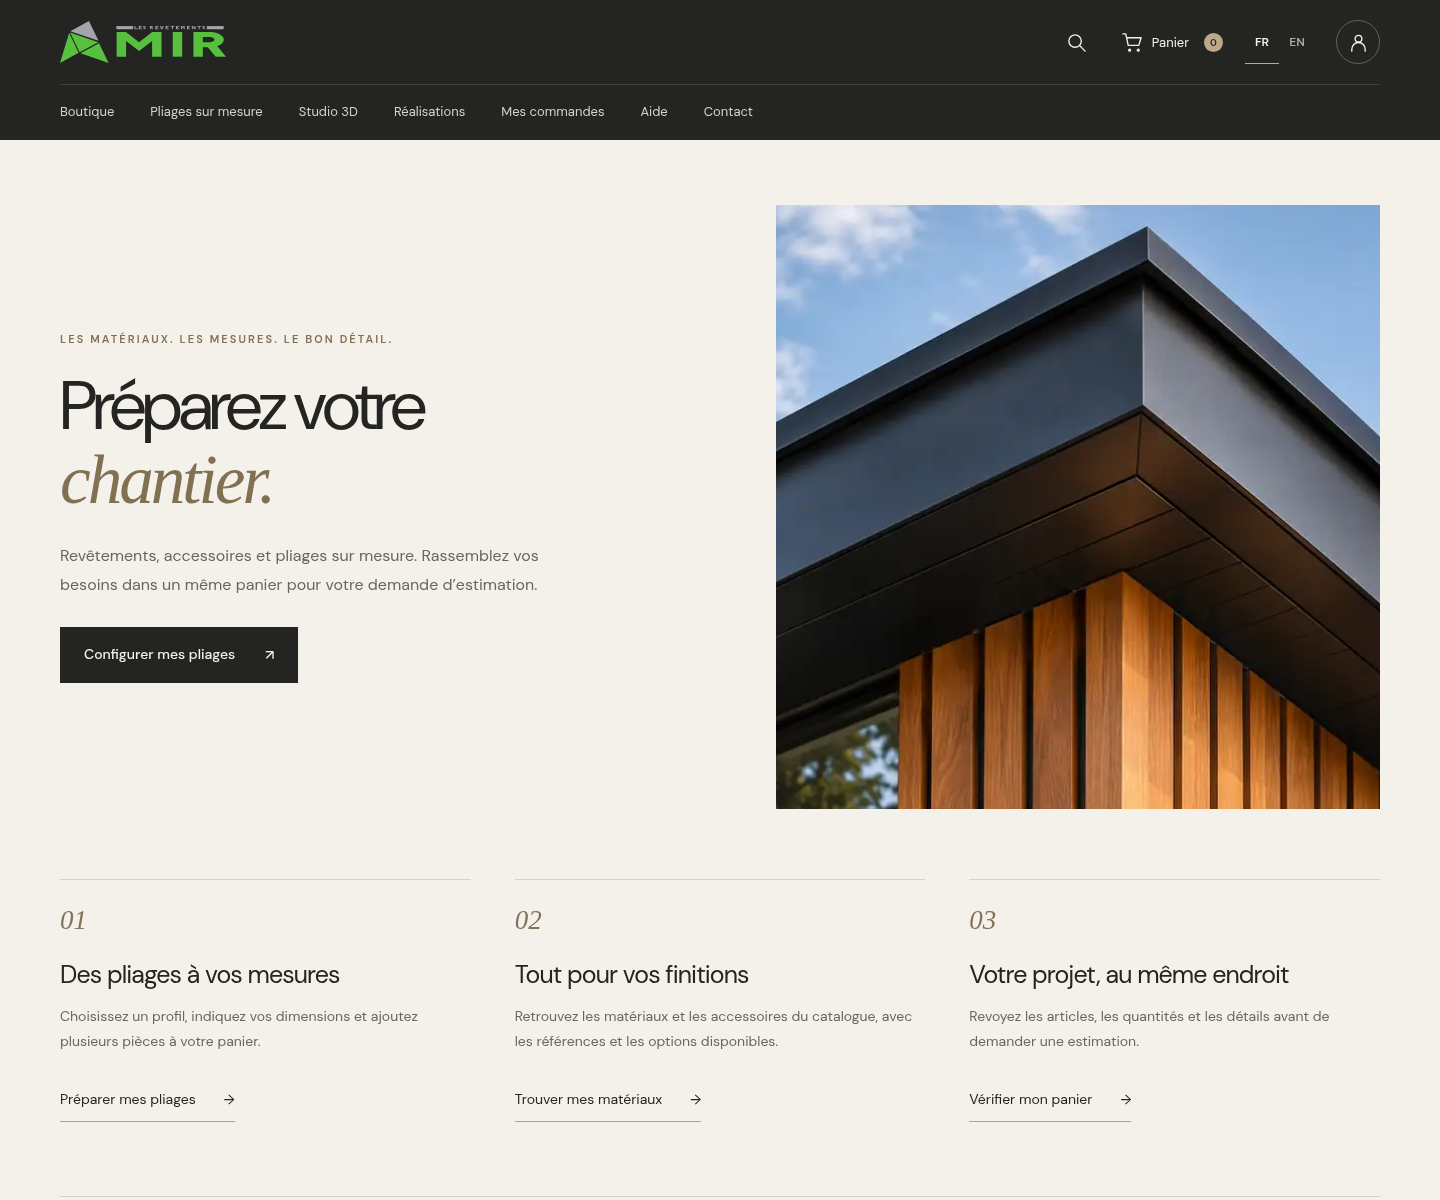 LES REVÊTEMENTS
MIR
Panier 0
FR EN
Boutique Pliages sur mesure Studio 3D Réalisations Mes commandes Aide Contact
LES MATÉRIAUX. LES MESURES. LE BON DÉTAIL.
Préparez votre
chantier.
Revêtements, accessoires et pliages sur mesure. Rassemblez vos
besoins dans un même panier pour votre demande d’estimation.
Configurer mes pliages
01
Des pliages à vos mesures
Choisissez un profil, indiquez vos dimensions et ajoutez
plusieurs pièces à votre panier.
Préparer mes pliages
02
Tout pour vos finitions
Retrouvez les matériaux et les accessoires du catalogue, avec
les références et les options disponibles.
Trouver mes matériaux
03
Votre projet, au même endroit
Revoyez les articles, les quantités et les détails avant de
demander une estimation.
Vérifier mon panier